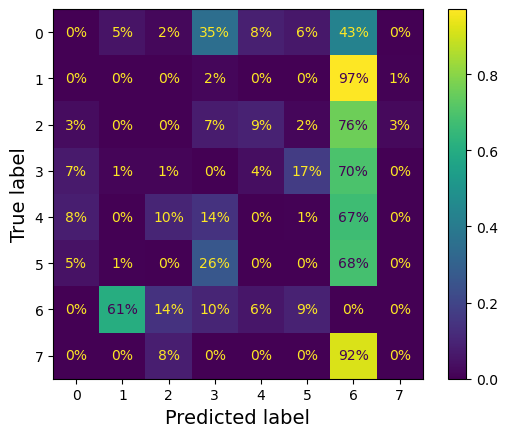 0 0% 5% 2% 35% 8% 6% 43% 0%
1 0% 0% 0% 2% 0% 0% 97% 1%
2 3% 0% 0% 7% 9% 2% 76% 3%
3 7% 1% 1% 0% 4% 17% 70% 0%
4 8% 0% 10% 14% 0% 1% 67% 0%
5 5% 1% 0% 26% 0% 0% 68% 0%
6 0% 61% 14% 10% 6% 9% 0% 0%
7 0% 0% 8% 0% 0% 0% 92% 0%
0 1 2 3 4 5 6 7
Predicted label
True label
0.8
0.6
0.4
0.2
0.0